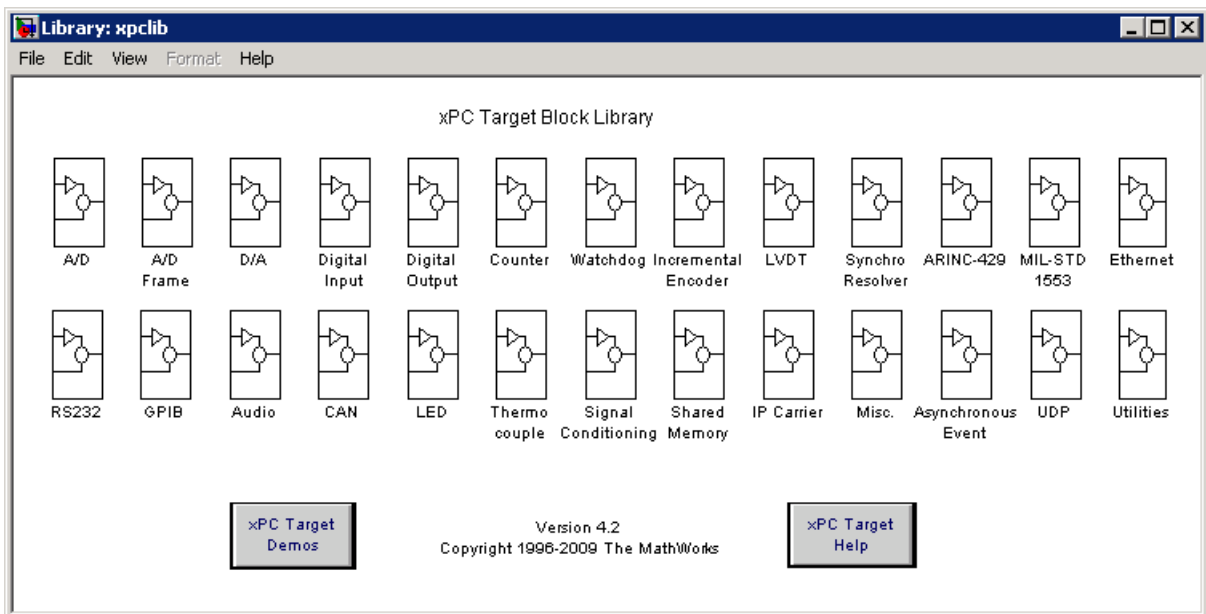 Library: xpclib
File Edit View Format Help
xPC Target Block Library
A/D
A/D
Frame
D/A
Digital
Input
Digital
Output
Counter
Watchdog
Incremental
Encoder
LVDT
Synchro
Resolver
ARINC-429
MIL-STD
1553
Ethernet
RS232
GPIB
Audio
CAN
LED
Thermo
couple
Signal
Conditioning
Shared
Memory
IP Carrier
Misc.
Asynchronous
Event
UDP
Utilities
xPC Target
Demos
Version 4.2
Copyright 1996-2009 The MathWorks
xPC Target
Help